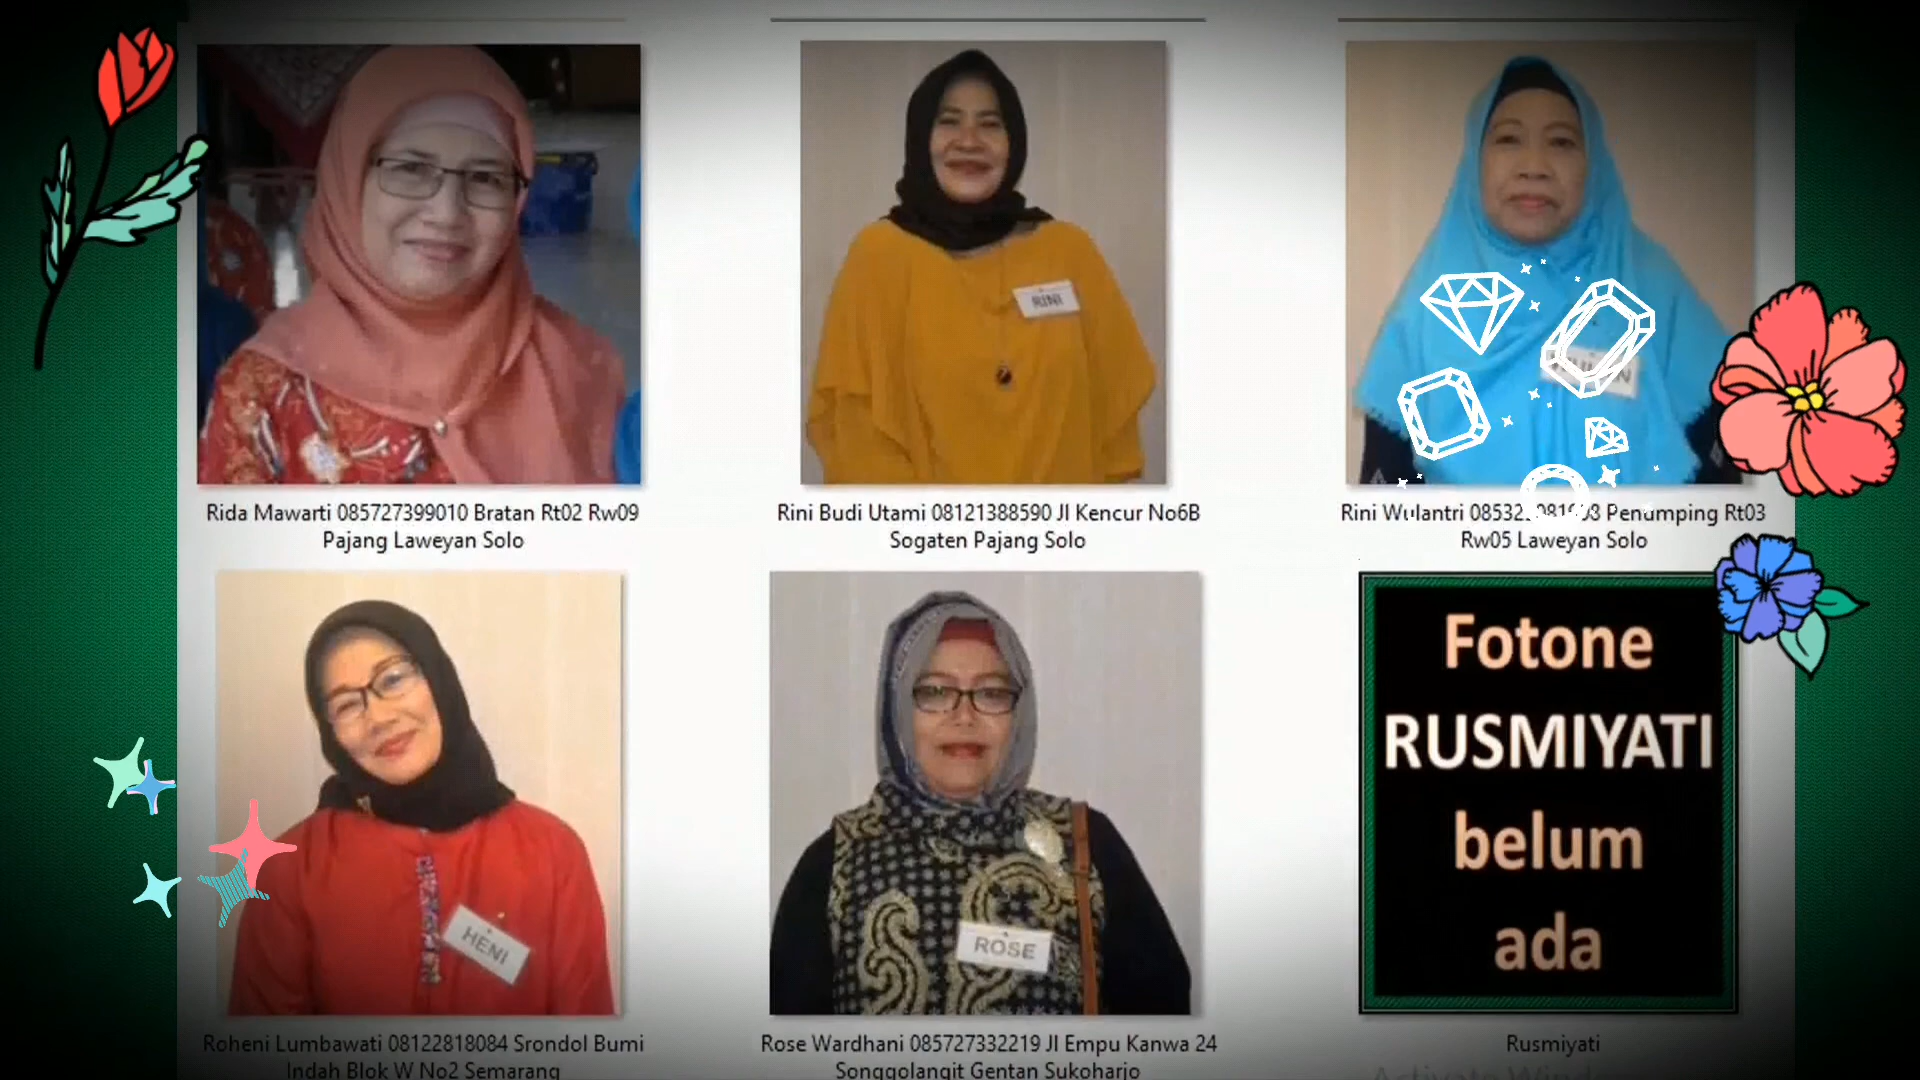 RINI
Rida Mawarti 085727399010 Bratan Rt02 Rw09
Pajang Laweyan Solo
Rini Budi Utami 08121388590 Jl Kencur No6B
Sogaten Pajang Solo
Rini Wulantri Penumping Rt03
Rw05 Laweyan Solo
HENI
ROSE
Fotone
RUSMIYATI
belum
ada
Roheni Lumbawati 08122818084 Srondol Bumi
Indah Blok W No2 Semarang
Rose Wardhani 085727332219 Jl Empu Kanwa 24
Songgolangit Gentan Sukoharjo
Rusmiyati